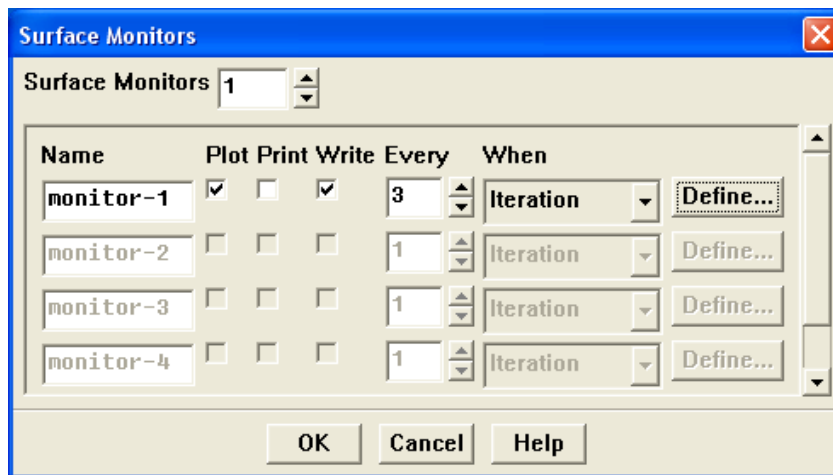 Surface Monitors
Surface Monitors 1
Name Plot Print Write Every When
monitor-1 3 Iteration Define...
monitor-2 1 Iteration Define...
monitor-3 1 Iteration Define...
monitor-4 1 Iteration Define...
OK Cancel Help